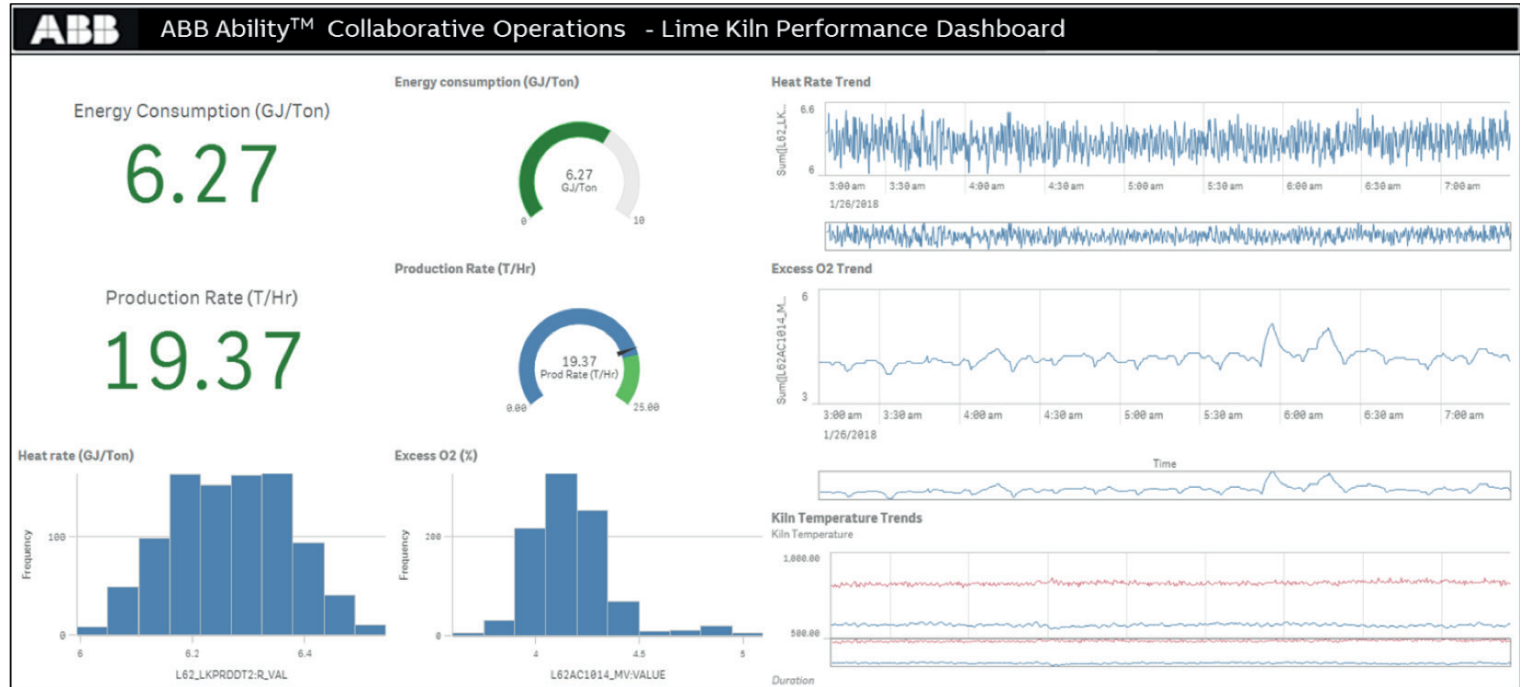 ABB
ABB Ability™ Collaborative Operations - Lime Kiln Performance Dashboard
Energy Consumption (GJ/Ton)
6.27
Energy consumption (GJ/Ton)
6.27
GJ/Ton
0
10
Production Rate (T/Hr)
19.37
Production Rate (T/Hr)
19.37
Prod Rate (T/Hr)
0.00
25.00
Heat rate (GJ/Ton)
Frequency
100
0
6
6.2
6.4
L62_LKPRDDT2:R_VAL
Excess O2 (%)
Frequency
200
0
4
4.5
5
L62AC1014_MV:VALUE
Heat Rate Trend
Sum([L62_LK...
6.6
6
3:00 am 3:30 am 4:00 am 4:30 am 5:00 am 5:30 am 6:00 am 6:30 am 7:00 am
1/26/2018
Excess O2 Trend
Sum([L62AC1014_M...
6
3
3:00 am 3:30 am 4:00 am 4:30 am 5:00 am 5:30 am 6:00 am 6:30 am 7:00 am
1/26/2018
Time
Kiln Temperature Trends
Kiln Temperature
1,000.00
500.00
Duration